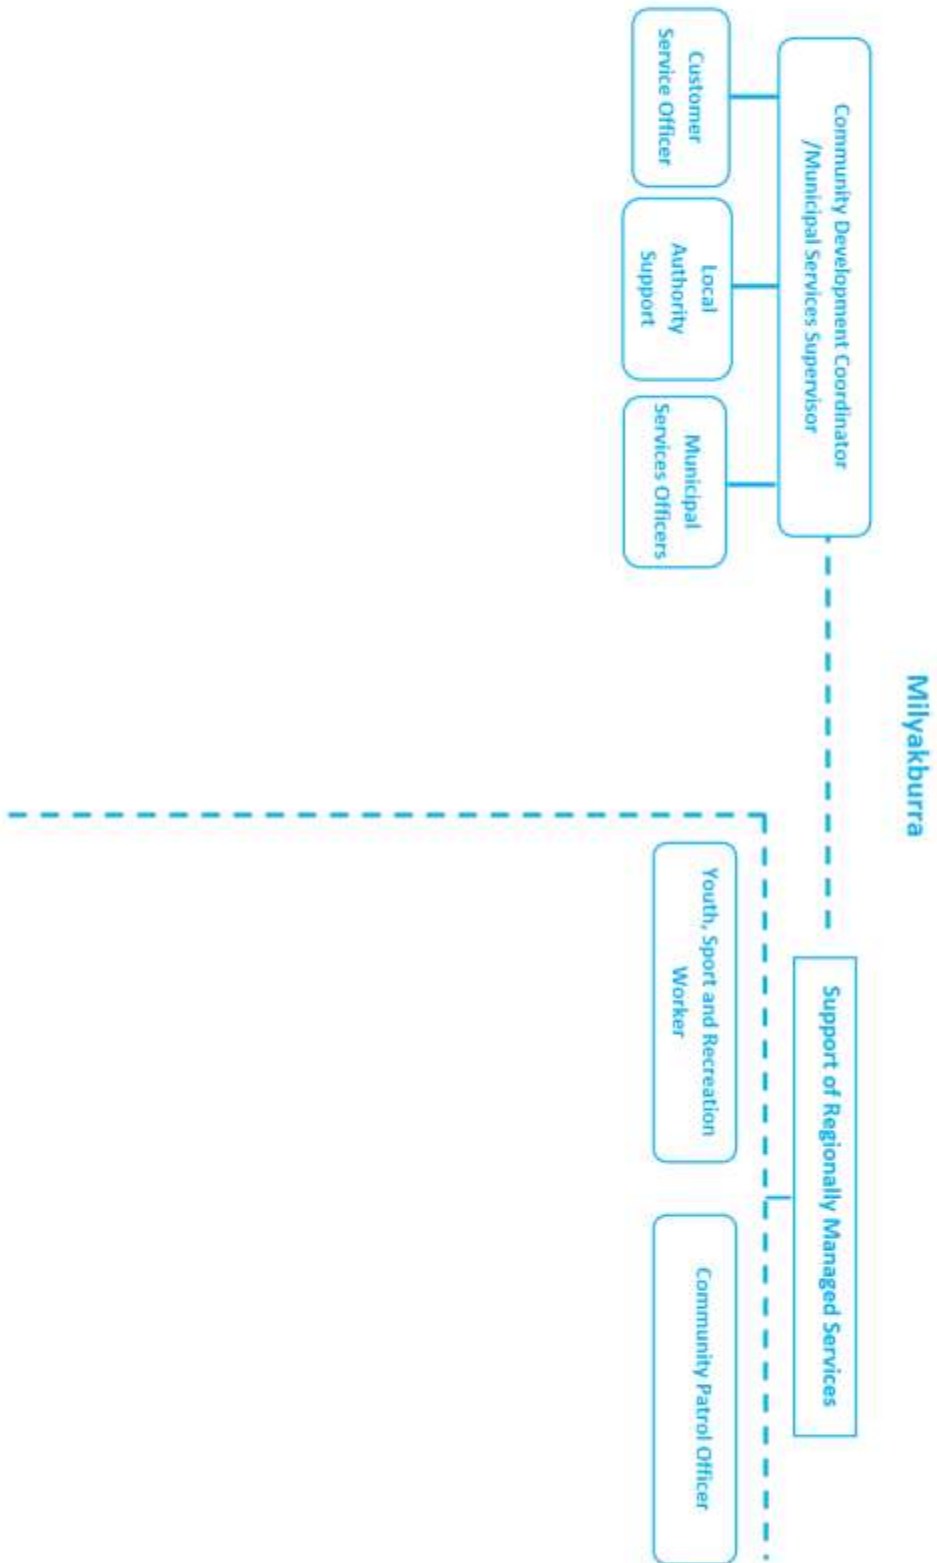 Milyakburra
Community Development Coordinator
/Municipal Services Supervisor
Support of Regionally Managed Services
Customer
Service Officer
Local
Authority
Support
Municipal
Services Officers
Youth, Sport and Recreation
Worker
Community Patrol Officer